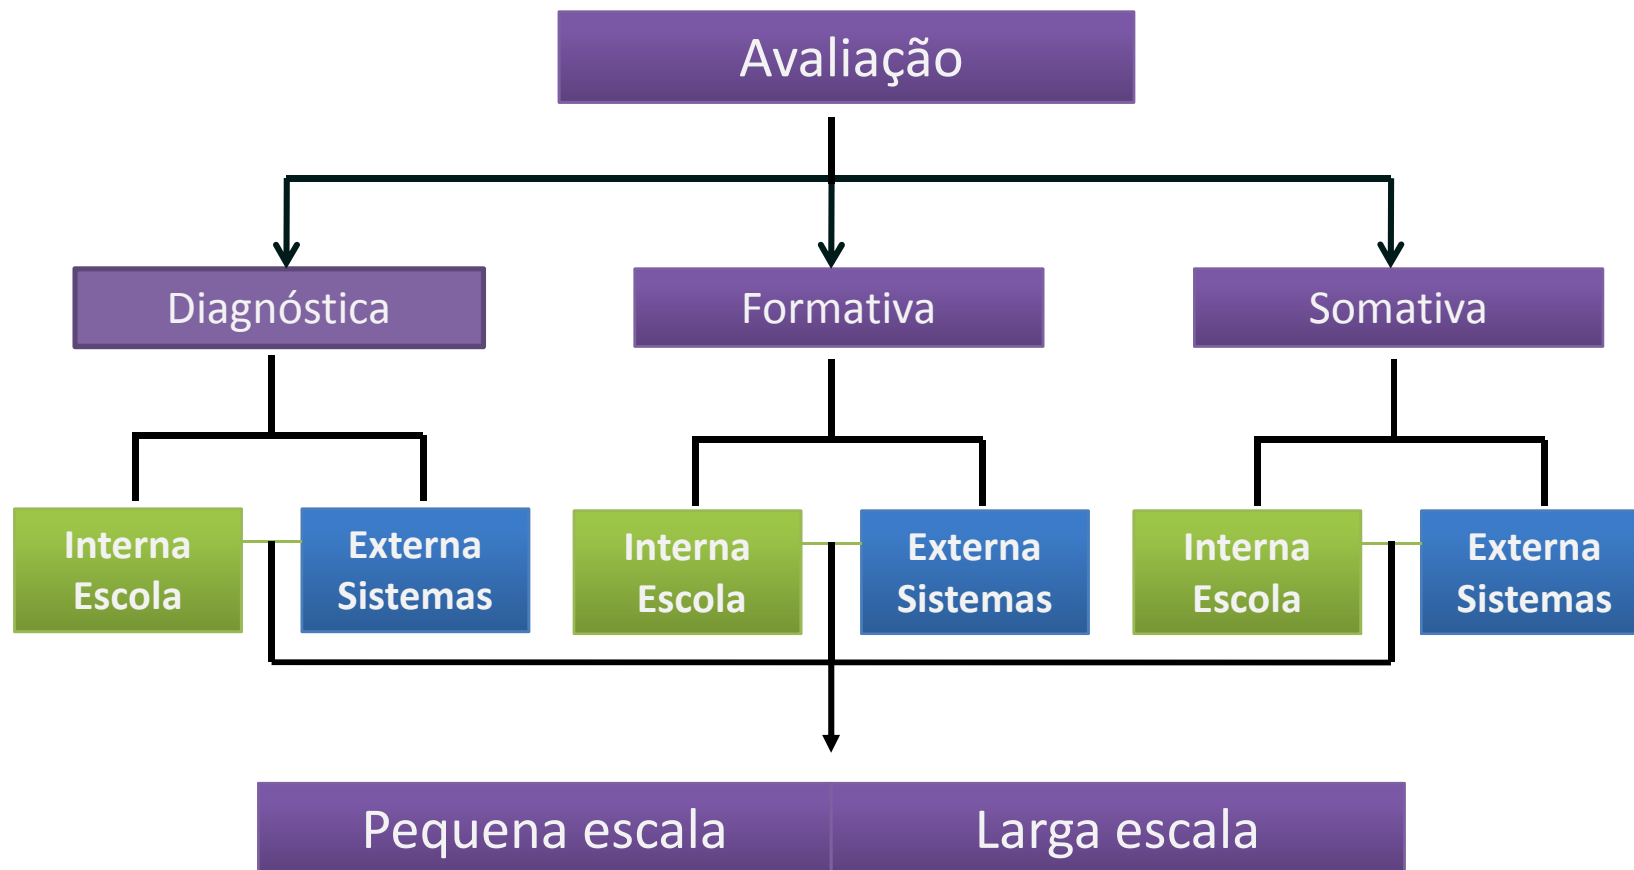 Avaliação
Diagnóstica
Formativa
Somativa
Interna
Escola
Externa
Sistemas
Interna
Escola
Externa
Sistemas
Interna
Escola
Externa
Sistemas
Pequena escala
Larga escala